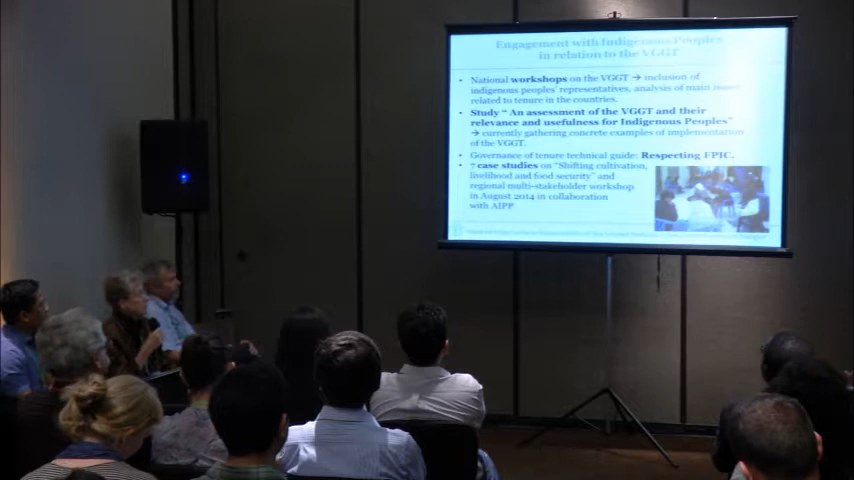 Engagement with Indigenous Peoples
in relation to the VGGT
• National workshops on the VGGT → inclusion of
indigenous peoples' representatives, analysis of main issues
related to tenure in the countries.
• Study “ An assessment of the VGGT and their
relevance and usefulness for Indigenous Peoples”
→ currently gathering concrete examples of implementation
of the VGGT.
• Governance of tenure technical guide: Respecting FPIC.
• 7 case studies on “Shifting cultivation,
livelihood and food security” and
regional multi-stakeholder workshop
in August 2014 in collaboration
with AIPP